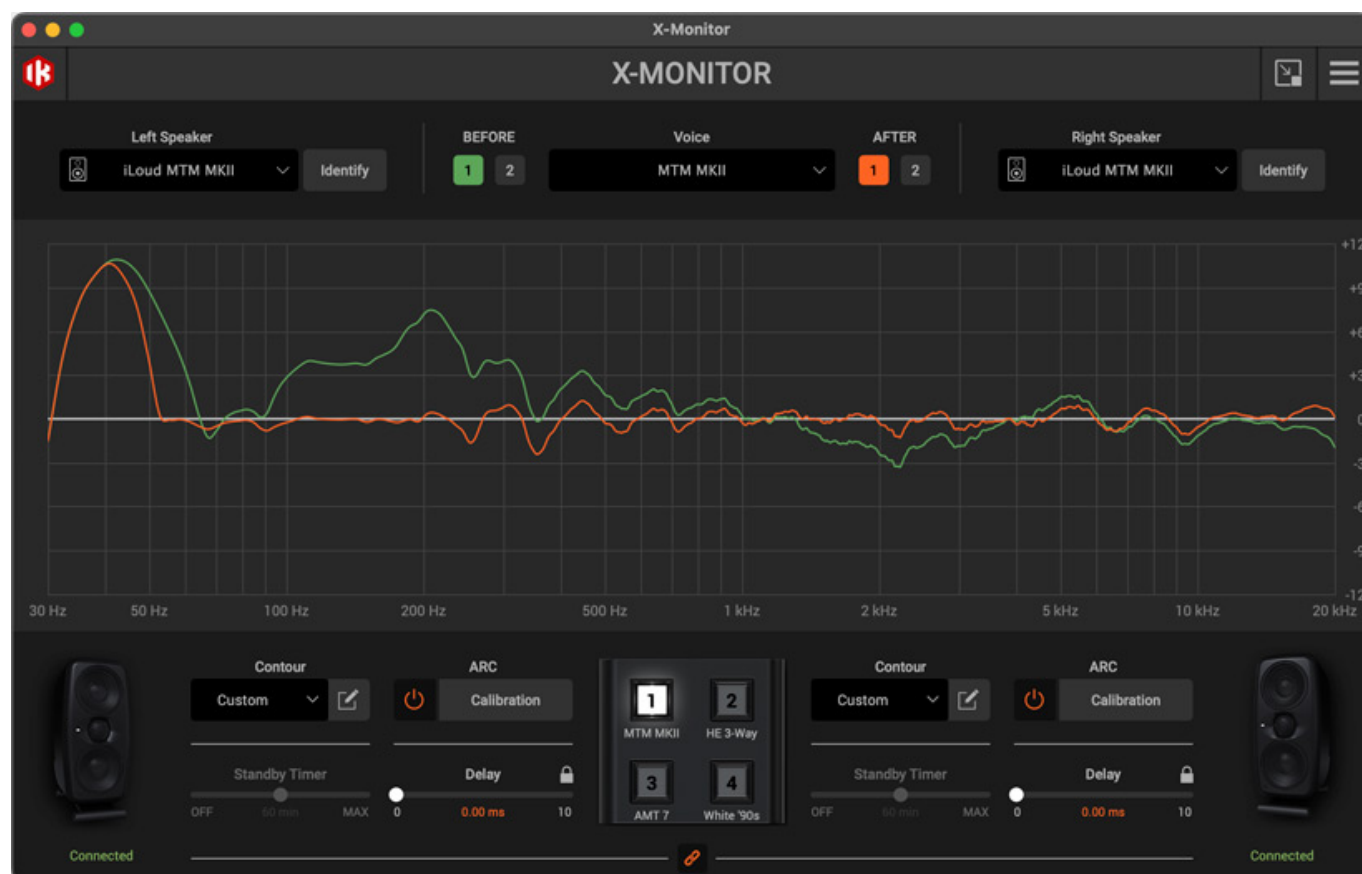 X-Monitor
X-MONITOR
Left Speaker
BEFORE
Voice
AFTER
Right Speaker
iLoud MTM MKII
Identify
1 2
MTM MKII
1 2
iLoud MTM MKII
Identify
+12
+9
+6
+3
0
-3
-6
-9
-12
30 Hz 50 Hz 100 Hz 200 Hz 500 Hz 1 kHz 2 kHz 5 kHz 10 kHz 20 kHz
Contour
ARC
Custom
Calibration
Standby Timer
Delay
OFF 60 min MAX
0 0.00 ms 10
Connected
1 2
MTM MKII HE 3-Way
3 4
AMT 7 White '90s
Contour
ARC
Custom
Calibration
Standby Timer
Delay
OFF 60 min MAX
0 0.00 ms 10
Connected